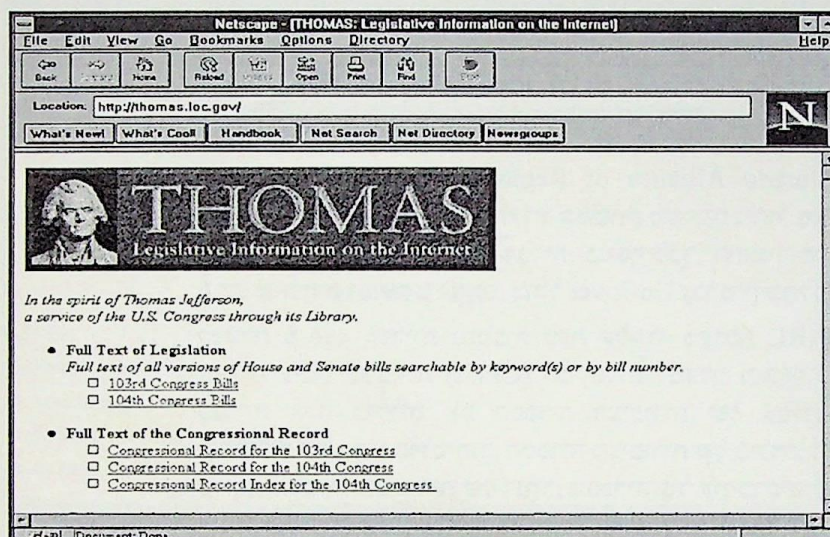 Netscape - [THOMAS: Legislative Information on the Internet]
File Edit View Go Bookmarks Options Directory Help
Back Forward Home Reload Images Open Print Find Stop
Location: http://thomas.loc.gov/
What's New! What's Cool! Handbook Net Search Net Directory Newsgroups
N
THOMAS
Legislative Information on the Internet
In the spirit of Thomas Jefferson,
a service of the U.S. Congress through its Library.
Full Text of Legislation
Full text of all versions of House and Senate bills searchable by keyword(s) or by bill number.
103rd Congress Bills
104th Congress Bills
Full Text of the Congressional Record
Congressional Record for the 103rd Congress
Congressional Record for the 104th Congress
Congressional Record Index for the 104th Congress
Document: Done